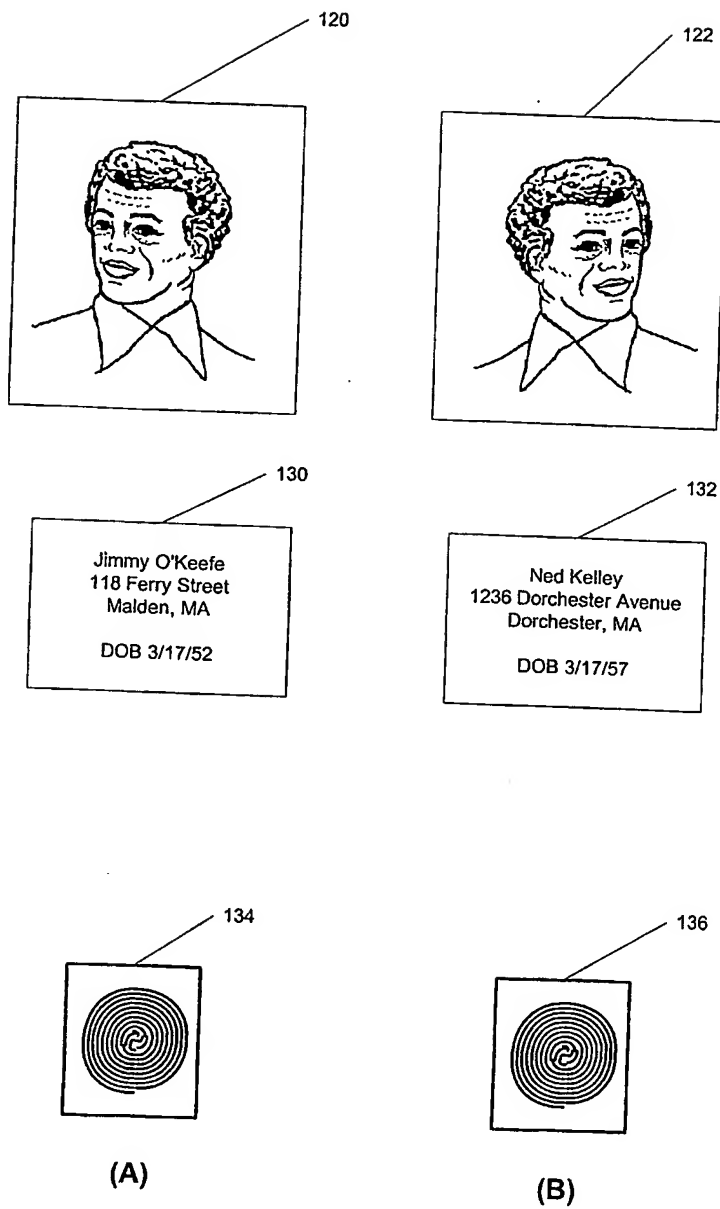 120
122
130
132
Jimmy O'Keefe
118 Ferry Street
Malden, MA
DOB 3/17/52
Ned Kelley
1236 Dorchester Avenue
Dorchester, MA
DOB 3/17/57
134
136
(A)
(B)